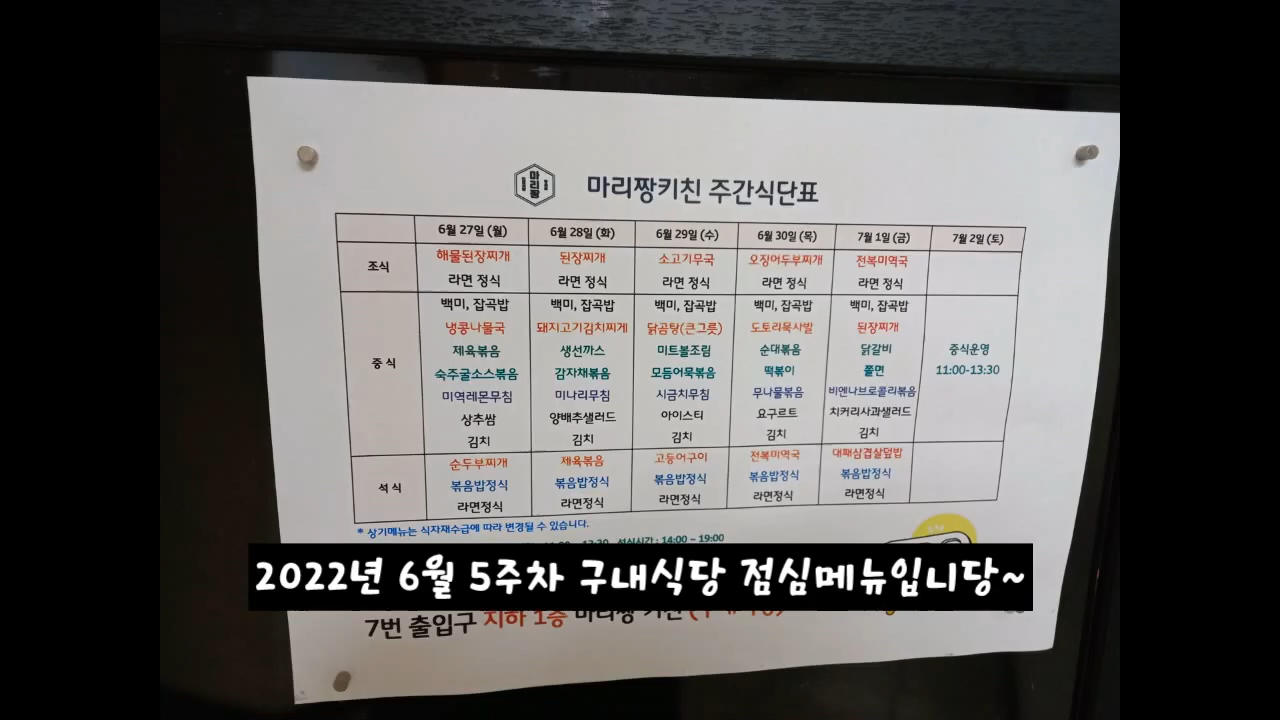 마리짱
마리짱키친 주간식단표
6월 27일 (월) 6월 28일 (화) 6월 29일 (수) 6월 30일 (목) 7월 1일 (금) 7월 2일 (토)
조식 해물된장찌개 된장찌개 소고기무국 오징어두부찌개 전복미역국
라면 정식 라면 정식 라면 정식 라면 정식 라면 정식
백미, 잡곡밥 백미, 잡곡밥 백미, 잡곡밥 백미, 잡곡밥 백미, 잡곡밥
냉콩나물국 돼지고기김치찌게 닭곰탕(큰그릇) 도토리묵사발 된장찌개
중식 제육볶음 생선까스 미트볼조림 순대볶음 닭갈비 중식운영
숙주굴소스볶음 감자채볶음 모듬어묵볶음 떡볶이 쫄면 11:00-13:30
미역레몬무침 미나리무침 시금치무침 무나물볶음 비엔나브로콜리볶음
상추쌈 양배추샐러드 아이스티 요구르트 치커리사과샐러드
김치 김치 김치 김치 김치
순두부찌개 제육볶음 고등어구이 전복미역국 대패삼겹살덮밥
석식 볶음밥정식 볶음밥정식 볶음밥정식 볶음밥정식 볶음밥정식
라면정식 라면정식 라면정식 라면정식 라면정식
* 상기메뉴는 식자재수급에 따라 변경될 수 있습니다.
석식시간 : 14:00 – 19:00
2022년 6월 5주차 구내식당 점심메뉴입니당~
7번 출입구 지하 1층 마리짱 키친